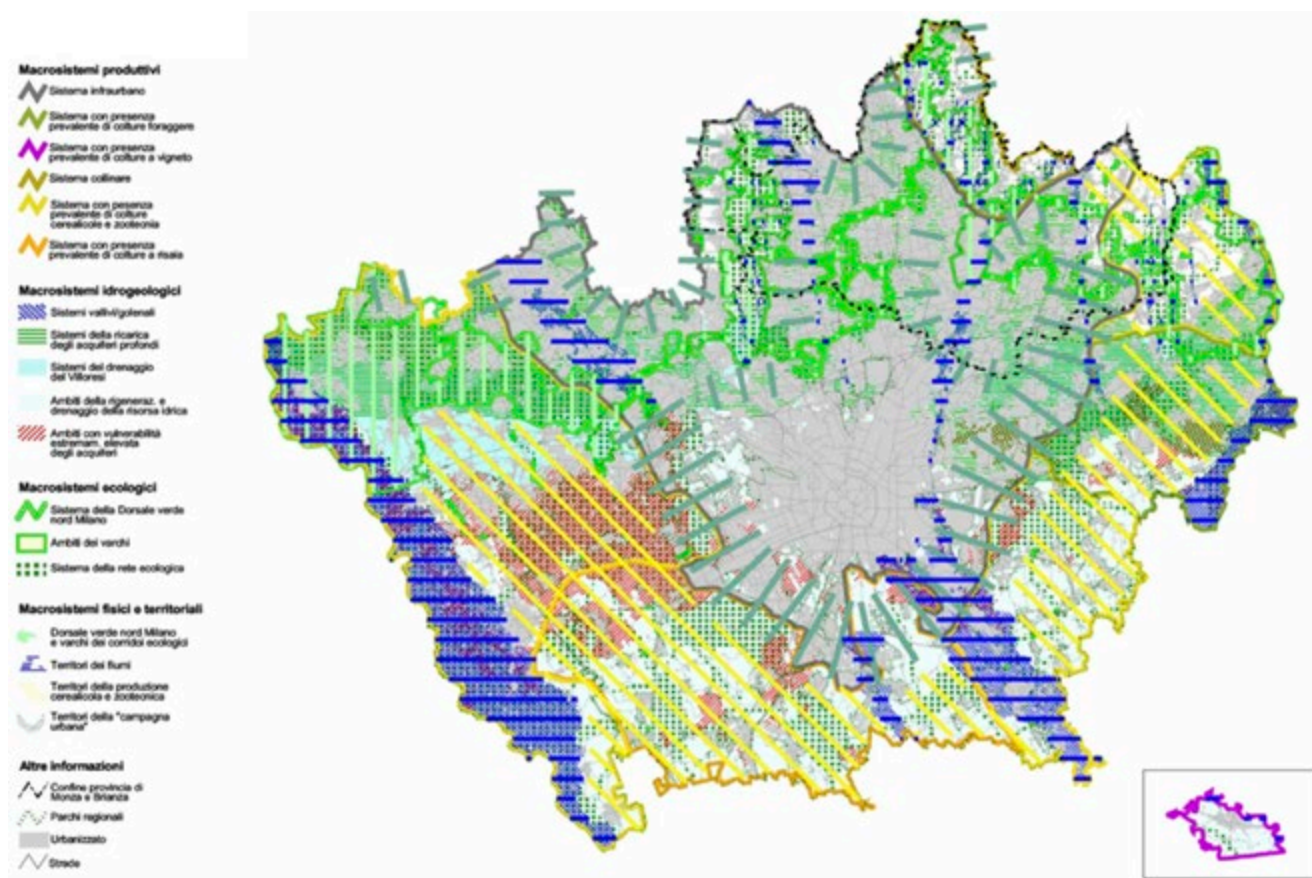 Macrosistemi produttivi
Sistema infraurbano
Sistema con presenza
prevalente di colture foraggere
Sistema con presenza
prevalente di colture a vigneto
Sistema collinare
Sistema con pesenza
prevalente di colture
cerealicole e zootecnia
Sistema con presenza
prevalente di colture a risaia
Macrosistemi idrogeologici
Sistemi vallivi/golenali
Sistemi della ricarica
degli acquiferi profondi
Sistemi del drenaggio
del Villoresi
Ambiti della rigeneraz. e
drenaggio della risorsa idrica
Ambiti con vulnerabilità
estremam. elevata
degli acquiferi
Macrosistemi ecologici
Sistema della Dorsale verde
nord Milano
Ambiti dei varchi
Sistema della rete ecologica
Macrosistemi fisici e territoriali
Dorsale verde nord Milano
e varchi dei corridoi ecologici
Territori dei fiumi
Territori della produzione
cerealicola e zootecnica
Territori della "campagna
urbana"
Altre informazioni
Confine provincia di
Monza e Brianza
Parchi regionali
Urbanizzato
Strade